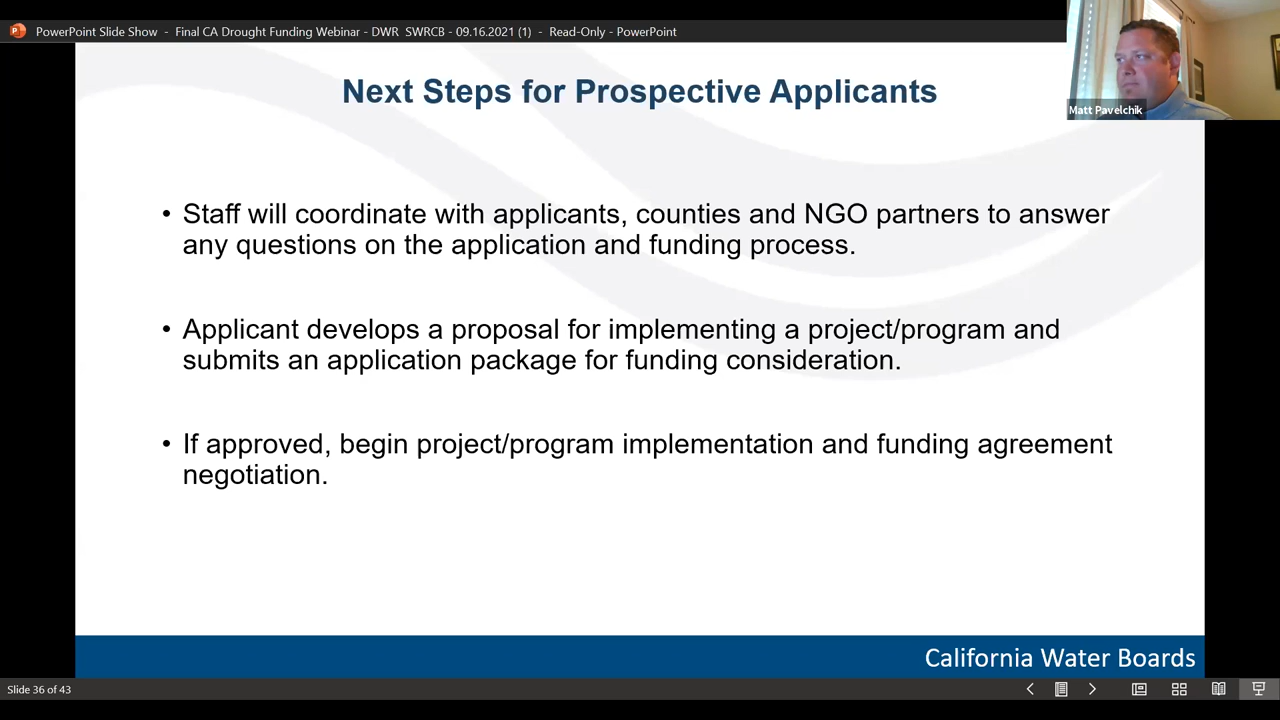 PowerPoint Slide Show - Final CA Drought Funding Webinar - DWR SWRCB - 09.16.2021 (1) - Read-Only - PowerPoint
Matt Pavelchik
Next Steps for Prospective Applicants
• Staff will coordinate with applicants, counties and NGO partners to answer
any questions on the application and funding process.
• Applicant develops a proposal for implementing a project/program and
submits an application package for funding consideration.
• If approved, begin project/program implementation and funding agreement
negotiation.
California Water Boards
Slide 36 of 43